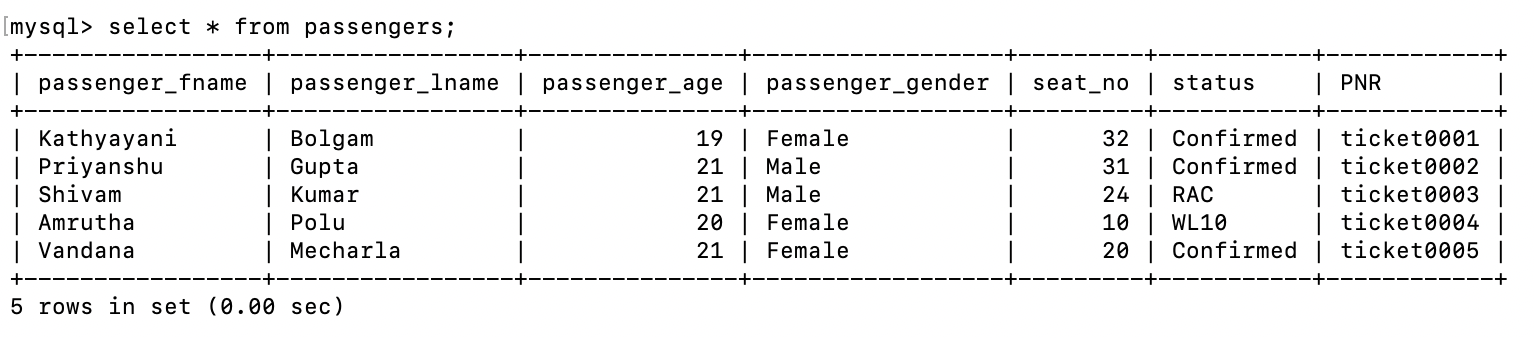 mysql> select * from passengers;
+------------------+-----------------+---------------+------------------+---------+-----------+------------+
| passenger_fname | passenger_lname | passenger_age | passenger_gender | seat_no | status    | PNR        |
+------------------+-----------------+---------------+------------------+---------+-----------+------------+
| Kathyayani      | Bolgam          |            19 | Female           |      32 | Confirmed | ticket0001 |
| Priyanshu       | Gupta           |            21 | Male             |      31 | Confirmed | ticket0002 |
| Shivam          | Kumar           |            21 | Male             |      24 | RAC       | ticket0003 |
| Amrutha         | Polu            |            20 | Female           |      10 | WL10      | ticket0004 |
| Vandana         | Mecharla        |            21 | Female           |      20 | Confirmed | ticket0005 |
+------------------+-----------------+---------------+------------------+---------+-----------+------------+
5 rows in set (0.00 sec)